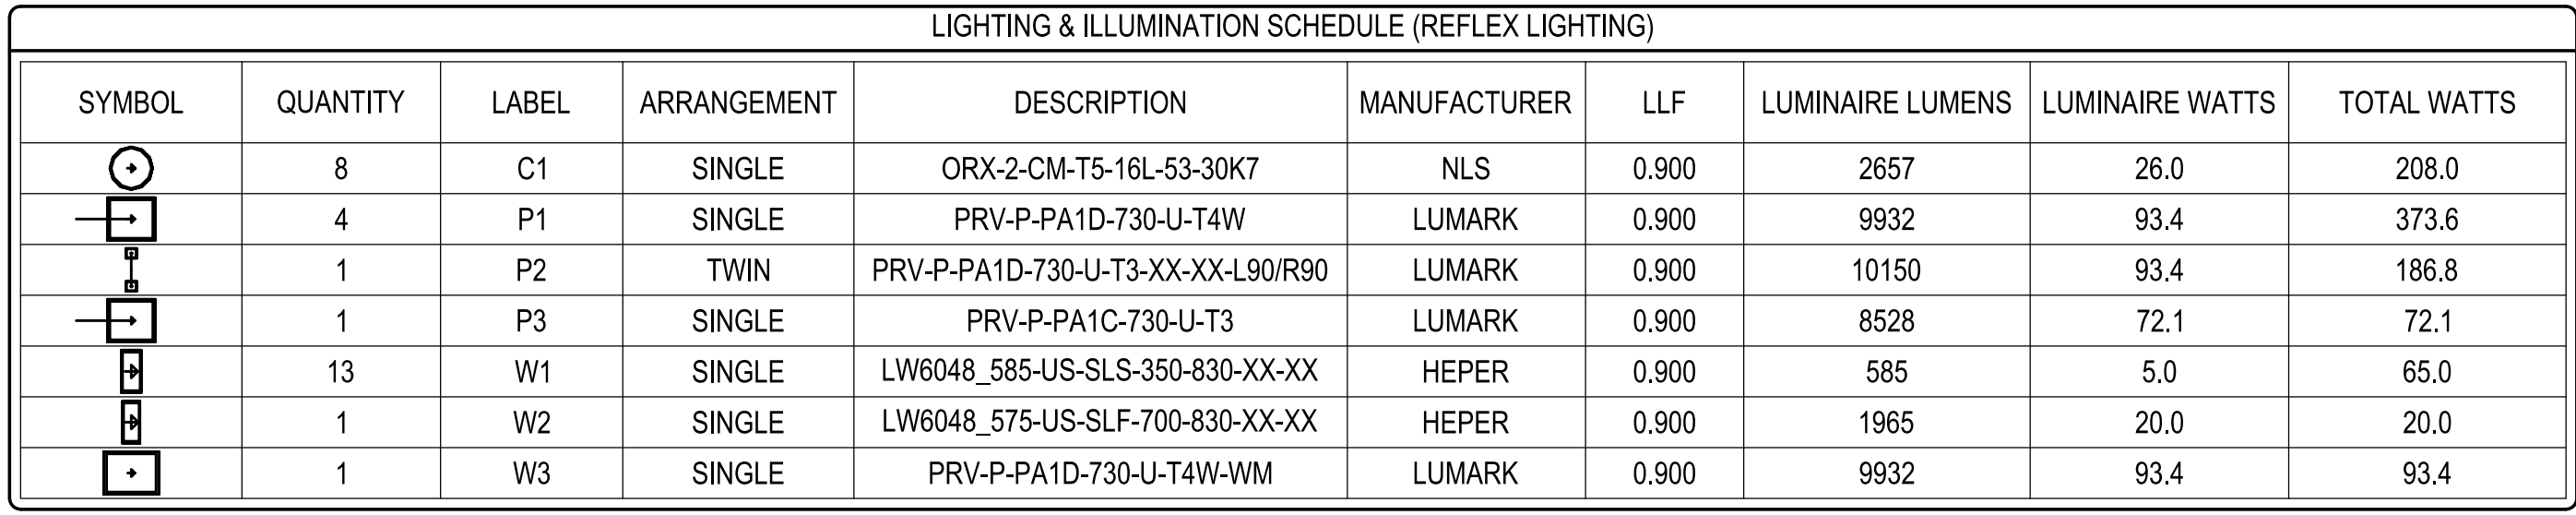 LIGHTING & ILLUMINATION SCHEDULE (REFLEX LIGHTING)
SYMBOL QUANTITY LABEL ARRANGEMENT DESCRIPTION MANUFACTURER LLF LUMINAIRE LUMENS LUMINAIRE WATTS TOTAL WATTS
8 C1 SINGLE ORX-2-CM-T5-16L-53-30K7 NLS 0.900 2657 26.0 208.0
4 P1 SINGLE PRV-P-PA1D-730-U-T4W LUMARK 0.900 9932 93.4 373.6
1 P2 TWIN PRV-P-PA1D-730-U-T3-XX-XX-L90/R90 LUMARK 0.900 10150 93.4 186.8
1 P3 SINGLE PRV-P-PA1C-730-U-T3 LUMARK 0.900 8528 72.1 72.1
13 W1 SINGLE LW6048_585-US-SLS-350-830-XX-XX HEPER 0.900 585 5.0 65.0
1 W2 SINGLE LW6048_575-US-SLF-700-830-XX-XX HEPER 0.900 1965 20.0 20.0
1 W3 SINGLE PRV-P-PA1D-730-U-T4W-WM LUMARK 0.900 9932 93.4 93.4